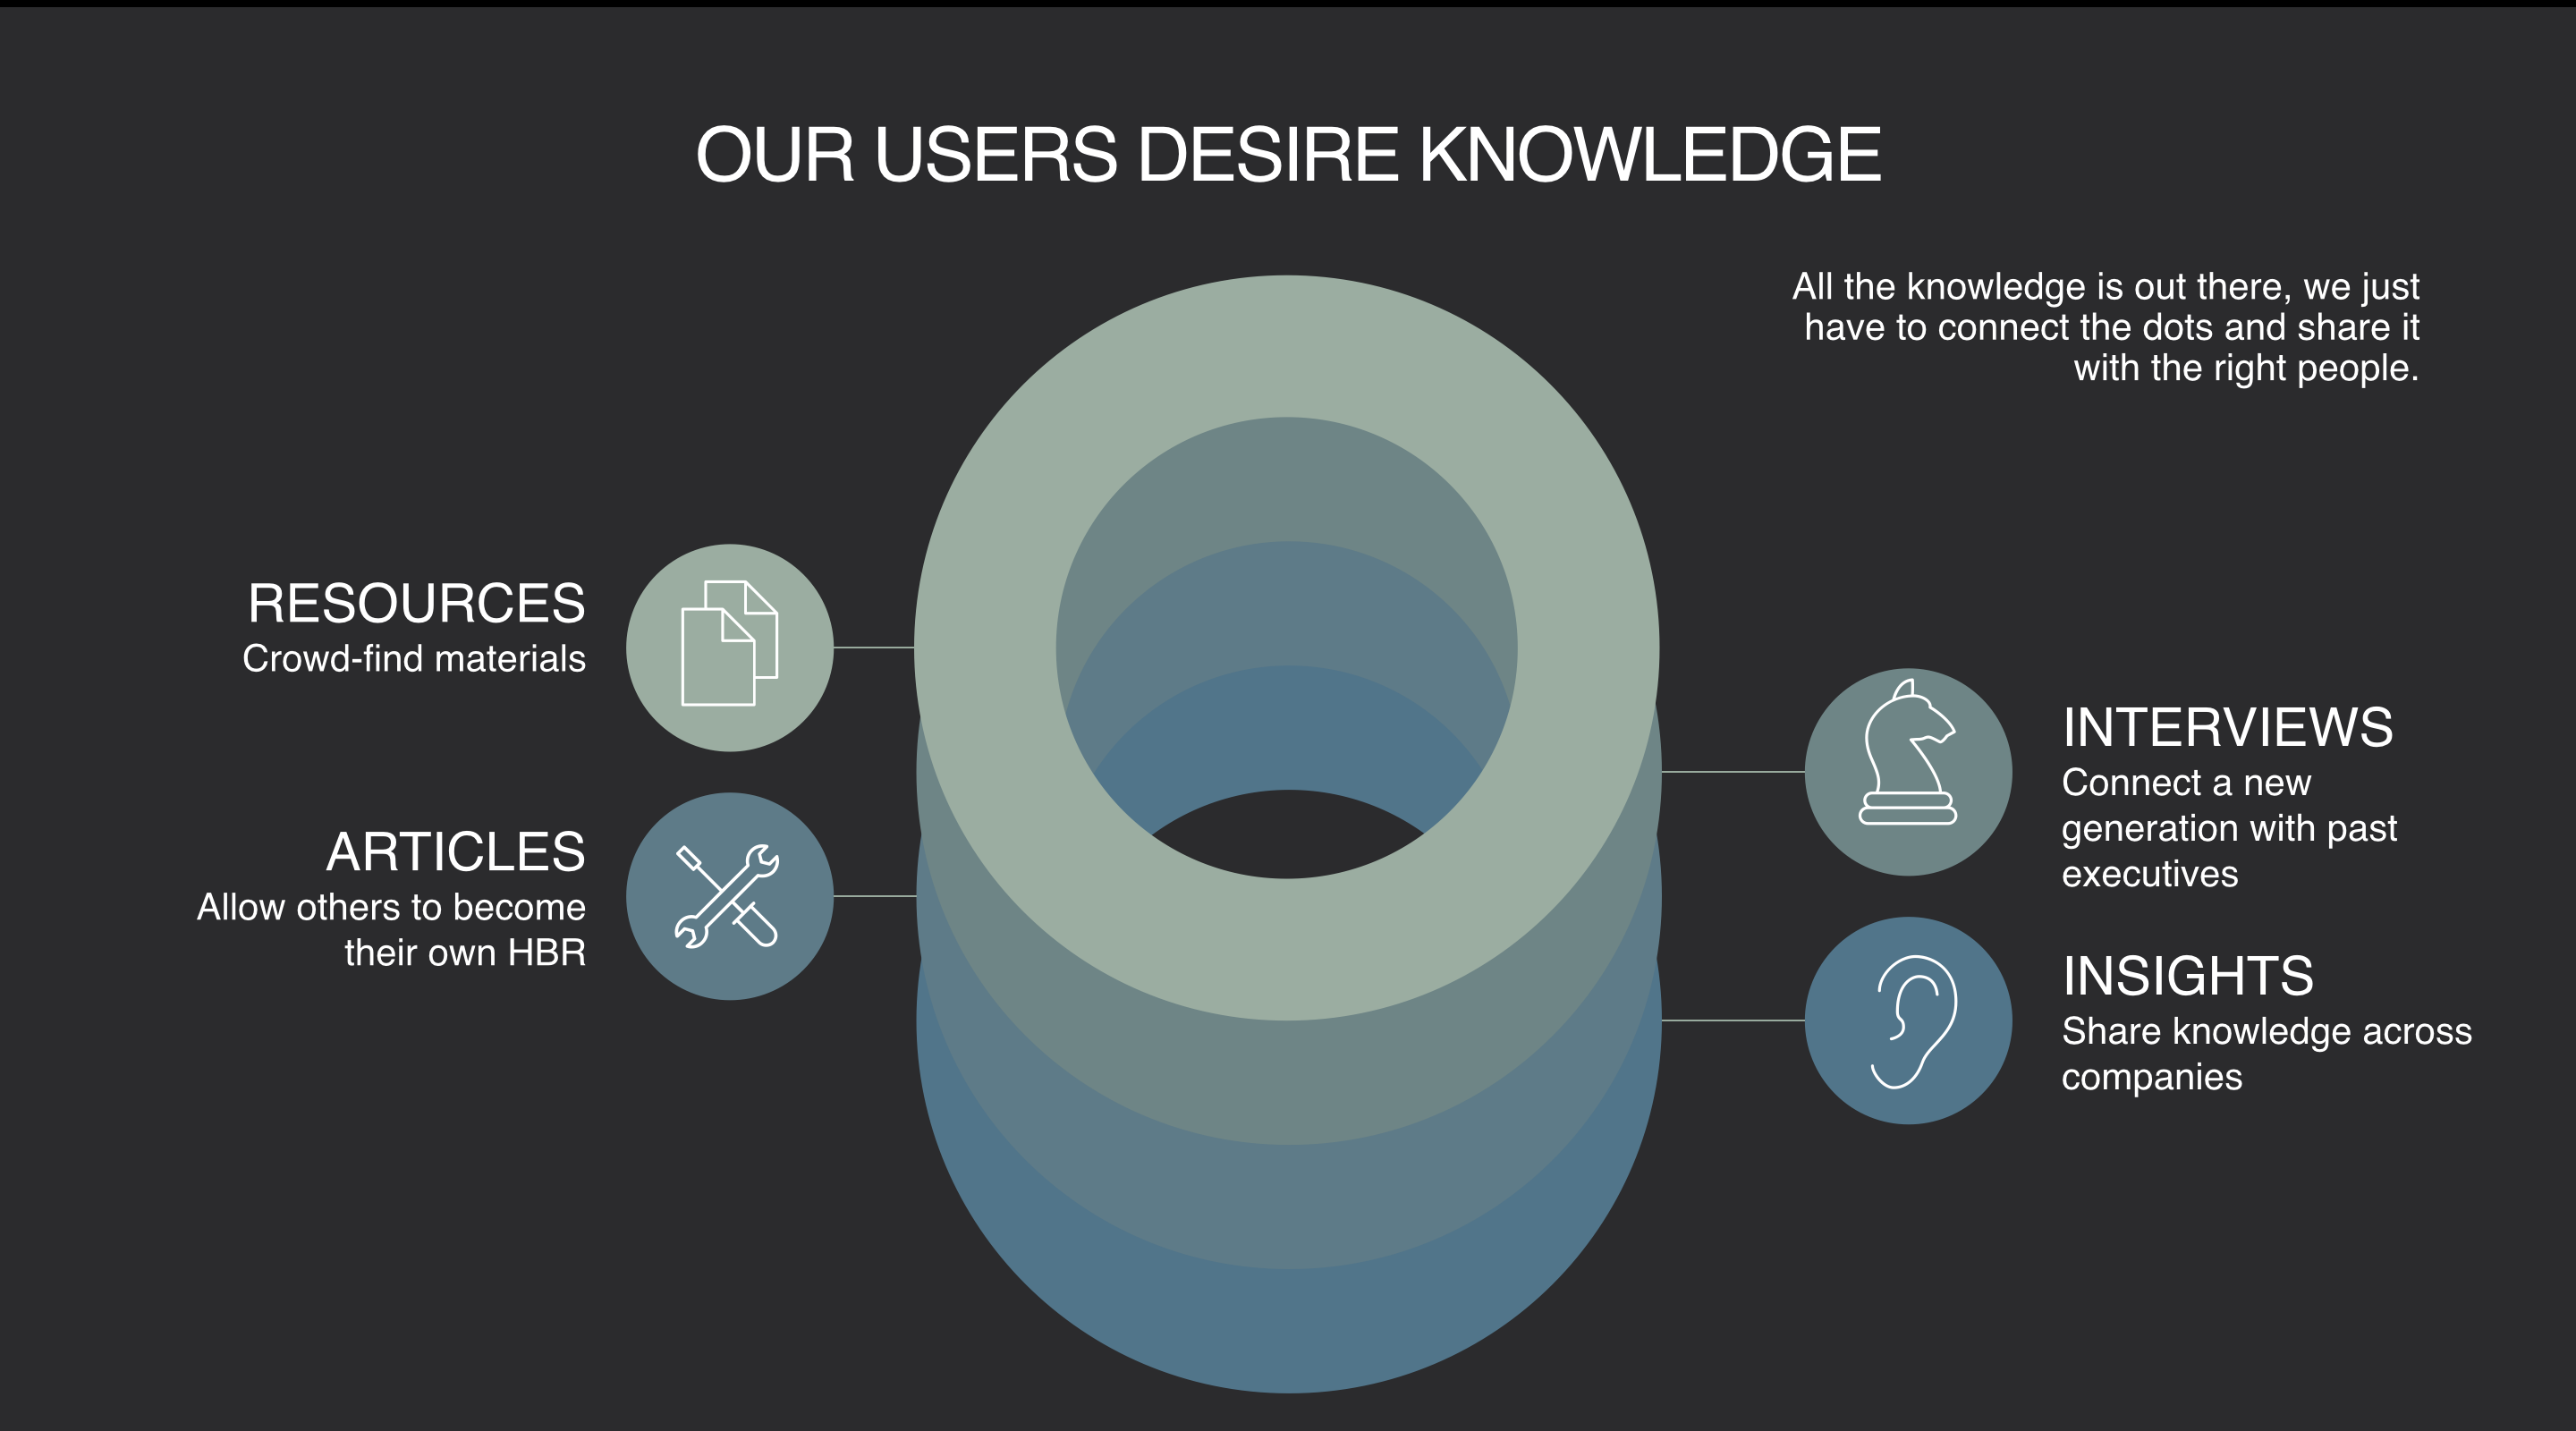 OUR USERS DESIRE KNOWLEDGE
All the knowledge is out there, we just
have to connect the dots and share it
with the right people.
RESOURCES
Crowd-find materials
ARTICLES
Allow others to become
their own HBR
INTERVIEWS
Connect a new
generation with past
executives
INSIGHTS
Share knowledge across
companies